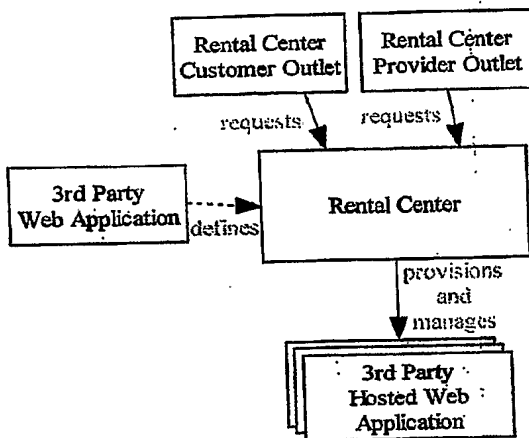 Rental Center
Customer Outlet
Rental Center
Provider Outlet
requests
requests
3rd Party
Web Application
defines
Rental Center
provisions
and
manages
3rd Party
Hosted Web
Application